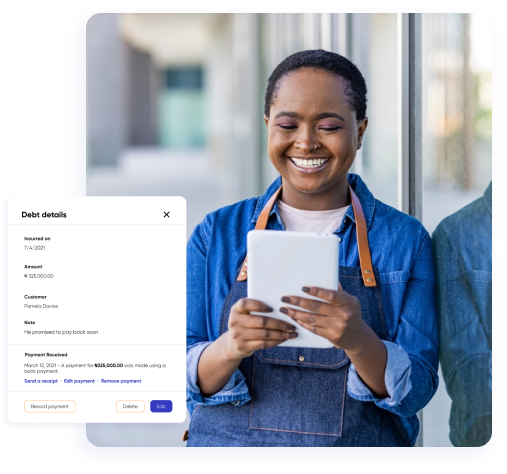 Debt details
Incurred on
7/4/2021
Amount
₦ 325,000.00
Customer
Pamela Davies
Note
He promised to pay back soon
Payment Received
March 12, 2021 - A payment for ₦325,000.00 was made using a
bank payment.
Send a receipt - Edit payment - Remove payment
Record payment
Delete
Edit